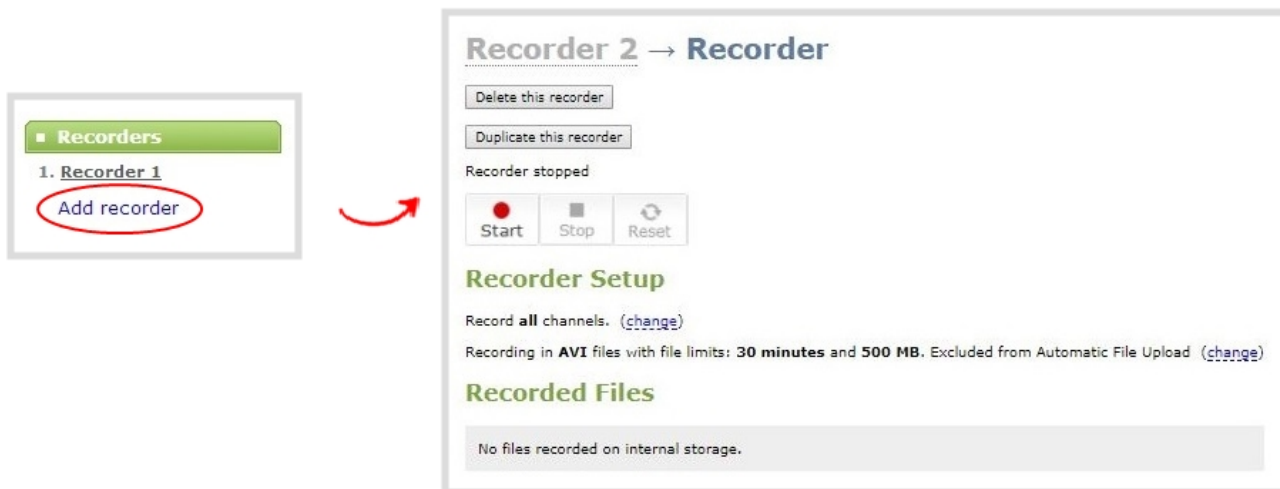 Recorders
1. Recorder 1
Add recorder
Recorder 2 → Recorder
Delete this recorder
Duplicate this recorder
Recorder stopped
Start Stop Reset
Recorder Setup
Record all channels. (change)
Recording in AVI files with file limits: 30 minutes and 500 MB. Excluded from Automatic File Upload (change)
Recorded Files
No files recorded on internal storage.